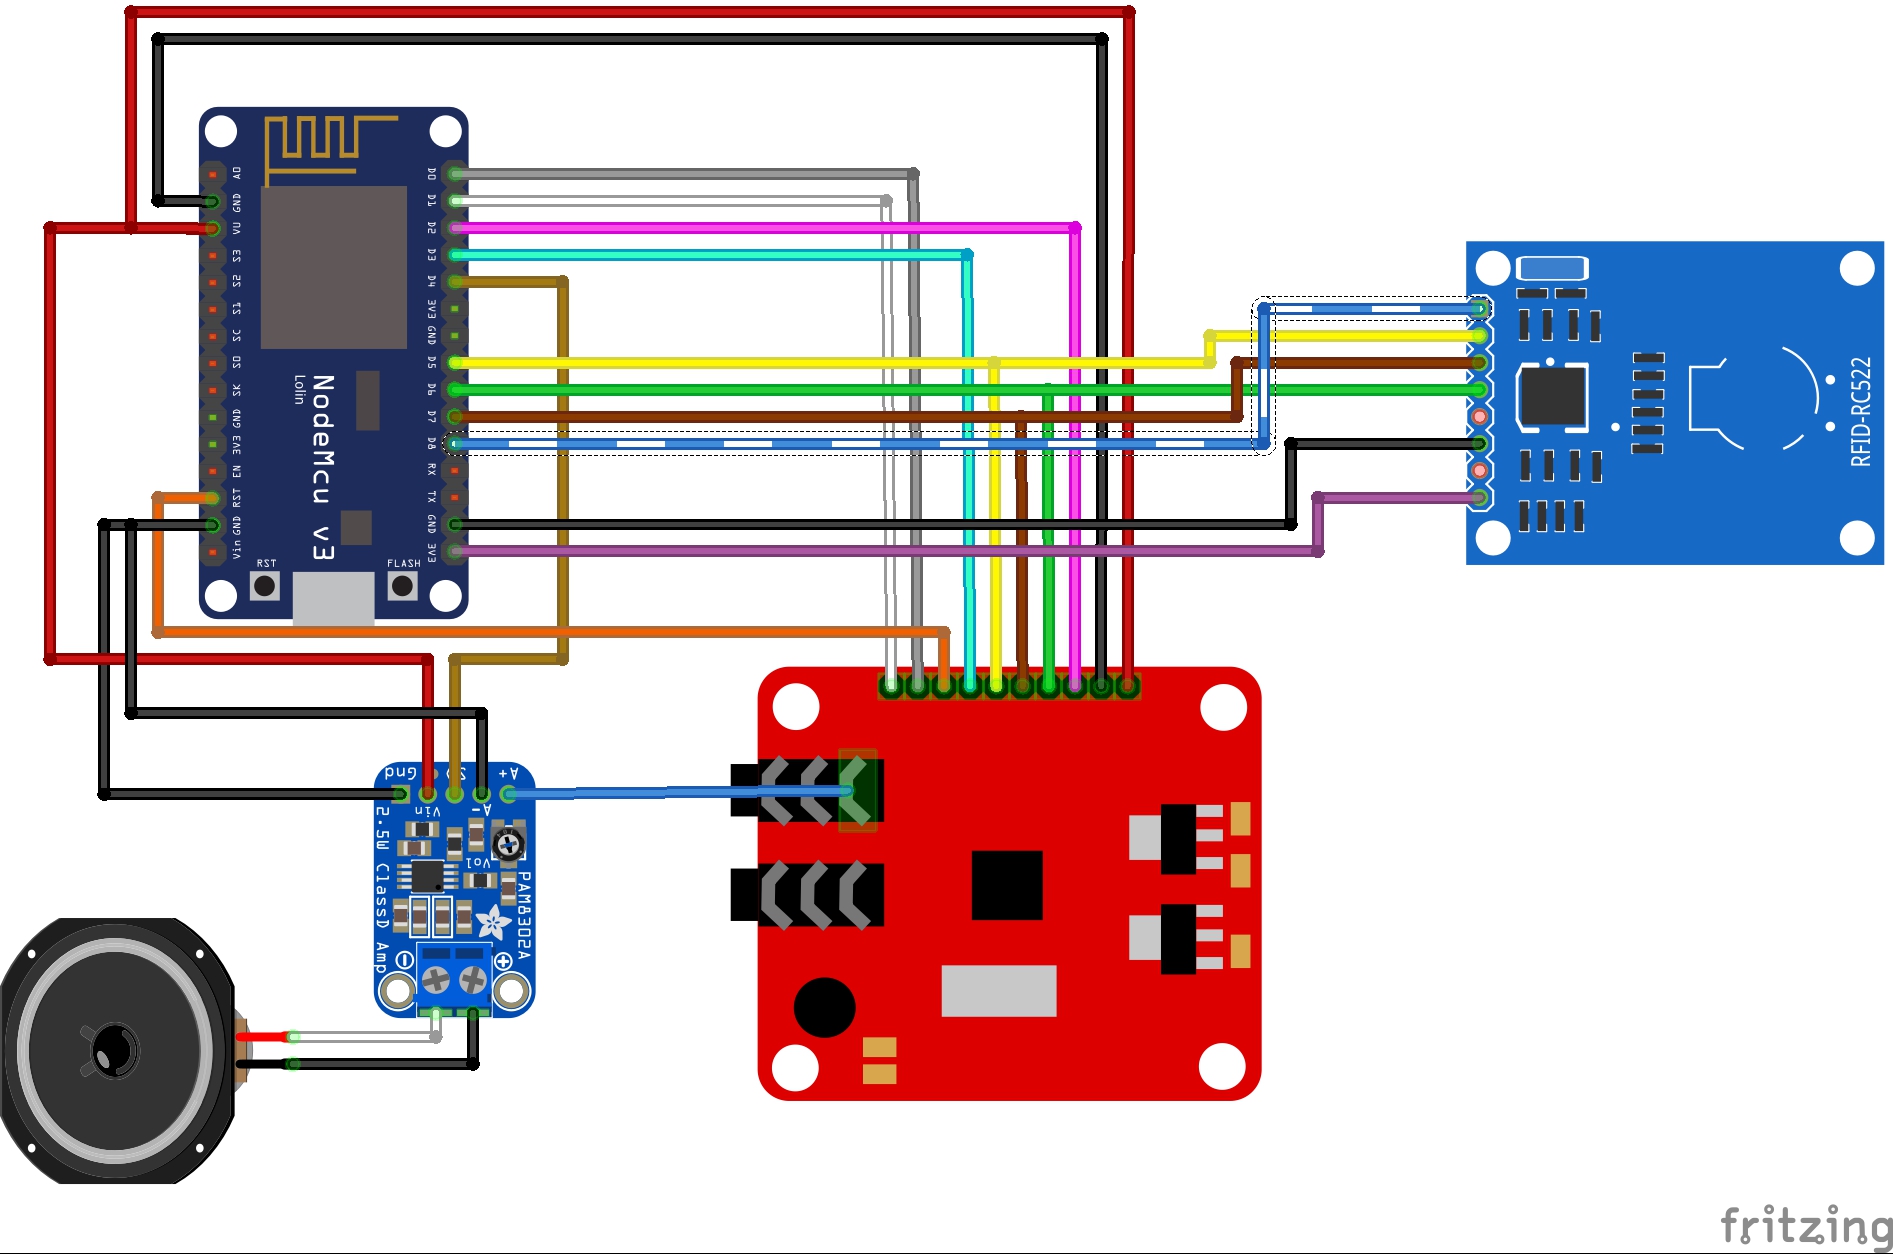 A0
GND
VU
S3
S2
S1
SC
S0
SK
GND
3V3
EN
RST
GND
Vin
D0
D1
D2
D3
D4
3V3
GND
D5
D6
D7
D8
RX
TX
GND
3V3
NodeMcu v3
Lolin
RST
FLASH
RFID-RC522
Gnd
A+
Vin
A-
Vol
2.5W ClassD Amp
PAM8302A
fritzing